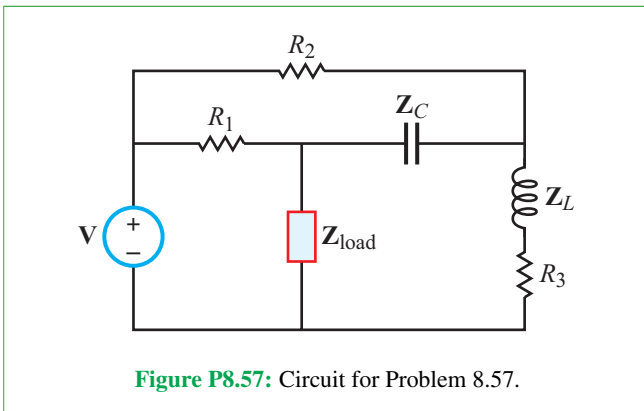 R2
R1
ZC
V
+
−
Zload
ZL
R3
Figure P8.57: Circuit for Problem 8.57.